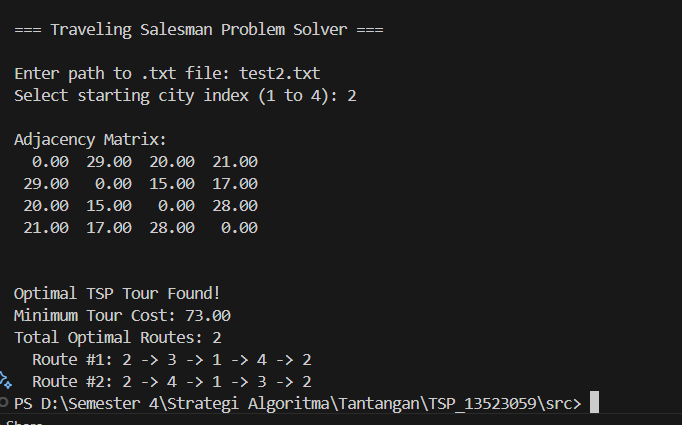 === Traveling Salesman Problem Solver ===
Enter path to .txt file: test2.txt
Select starting city index (1 to 4): 2
Adjacency Matrix:
0.00 29.00 20.00 21.00
29.00 0.00 15.00 17.00
20.00 15.00 0.00 28.00
21.00 17.00 28.00 0.00
Optimal TSP Tour Found!
Minimum Tour Cost: 73.00
Total Optimal Routes: 2
Route #1: 2 -> 3 -> 1 -> 4 -> 2
Route #2: 2 -> 4 -> 1 -> 3 -> 2
PS D:\Semester 4\Strategi Algoritma\Tantangan\TSP_13523059\src>